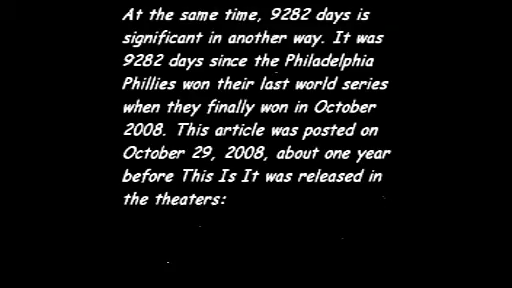 At the same time, 9282 days is
significant in another way. It was
9282 days since the Philadelphia
Phillies won their last world series
when they finally won in October
2008. This article was posted on
October 29, 2008, about one year
before This Is It was released in
the theaters: